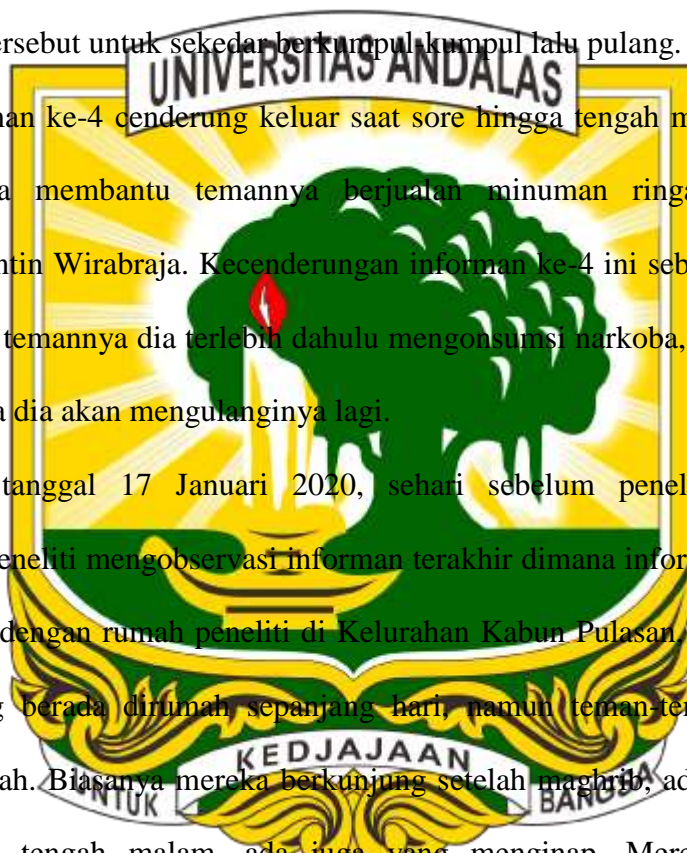 ersebut untuk sekedar berkumpul-kumpul lalu pulang.
UNIVERSITAS ANDALAS
an ke-4 cenderung keluar saat sore hingga tengah m
a membantu temannya berjualan minuman ringa
ntin Wirabraja. Kecenderungan informan ke-4 ini seb
temannya dia terlebih dahulu mengonsumsi narkoba,
a dia akan mengulanginya lagi.
tanggal 17 Januari 2020, sehari sebelum penel
eneliti mengobservasi informan terakhir dimana infor
dengan rumah peneliti di Kelurahan Kabun Pulasan,
g berada dirumah sepanjang hari, namun teman-ter
ah. Biasanya mereka berkunjung setelah maghrib, ad
UNTUK KEDJAJAAN BANGSA
tengah malam, ada juga yang menginap. Mere